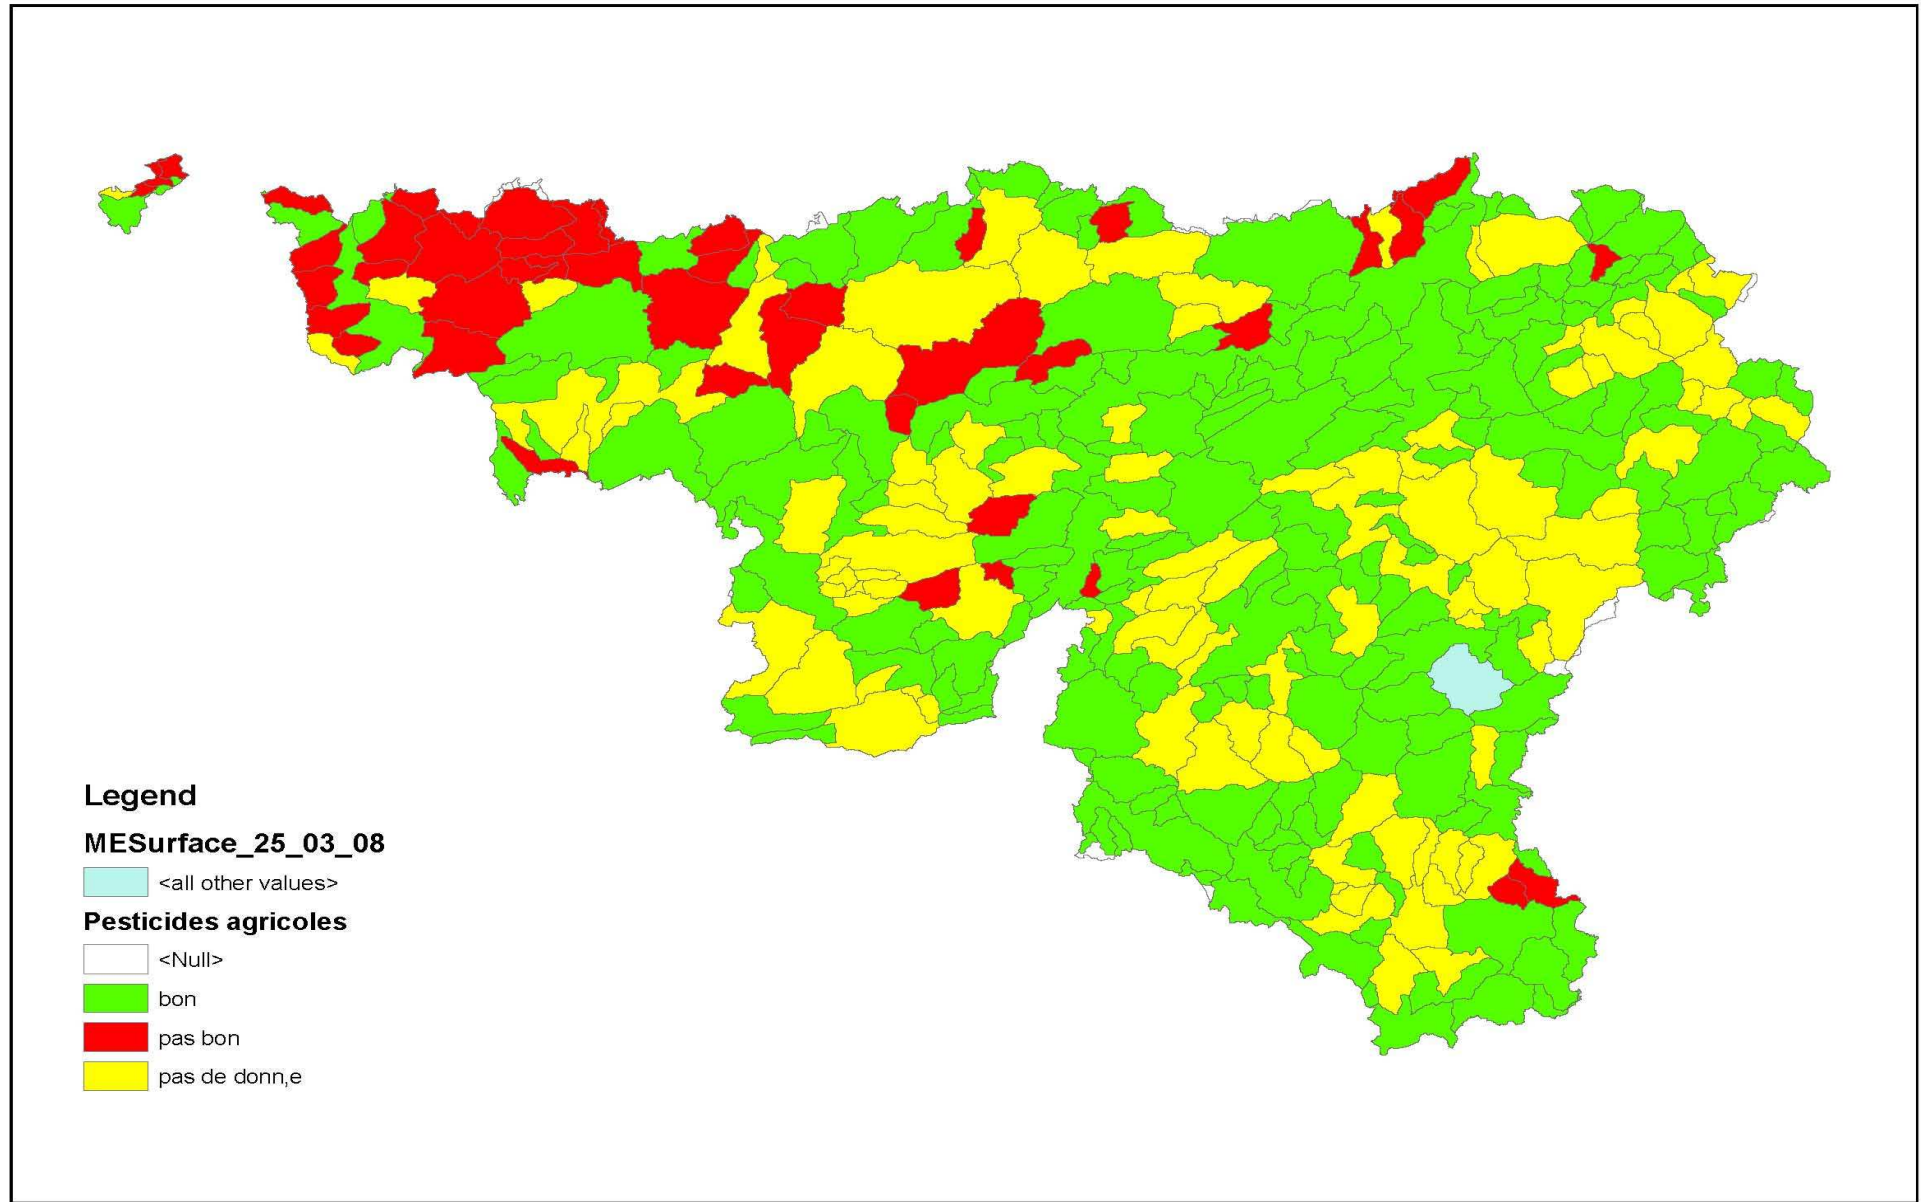 Legend
MESurface_25_03_08
<all other values>
Pesticides agricoles
<Null>
bon
pas bon
pas de donn,e